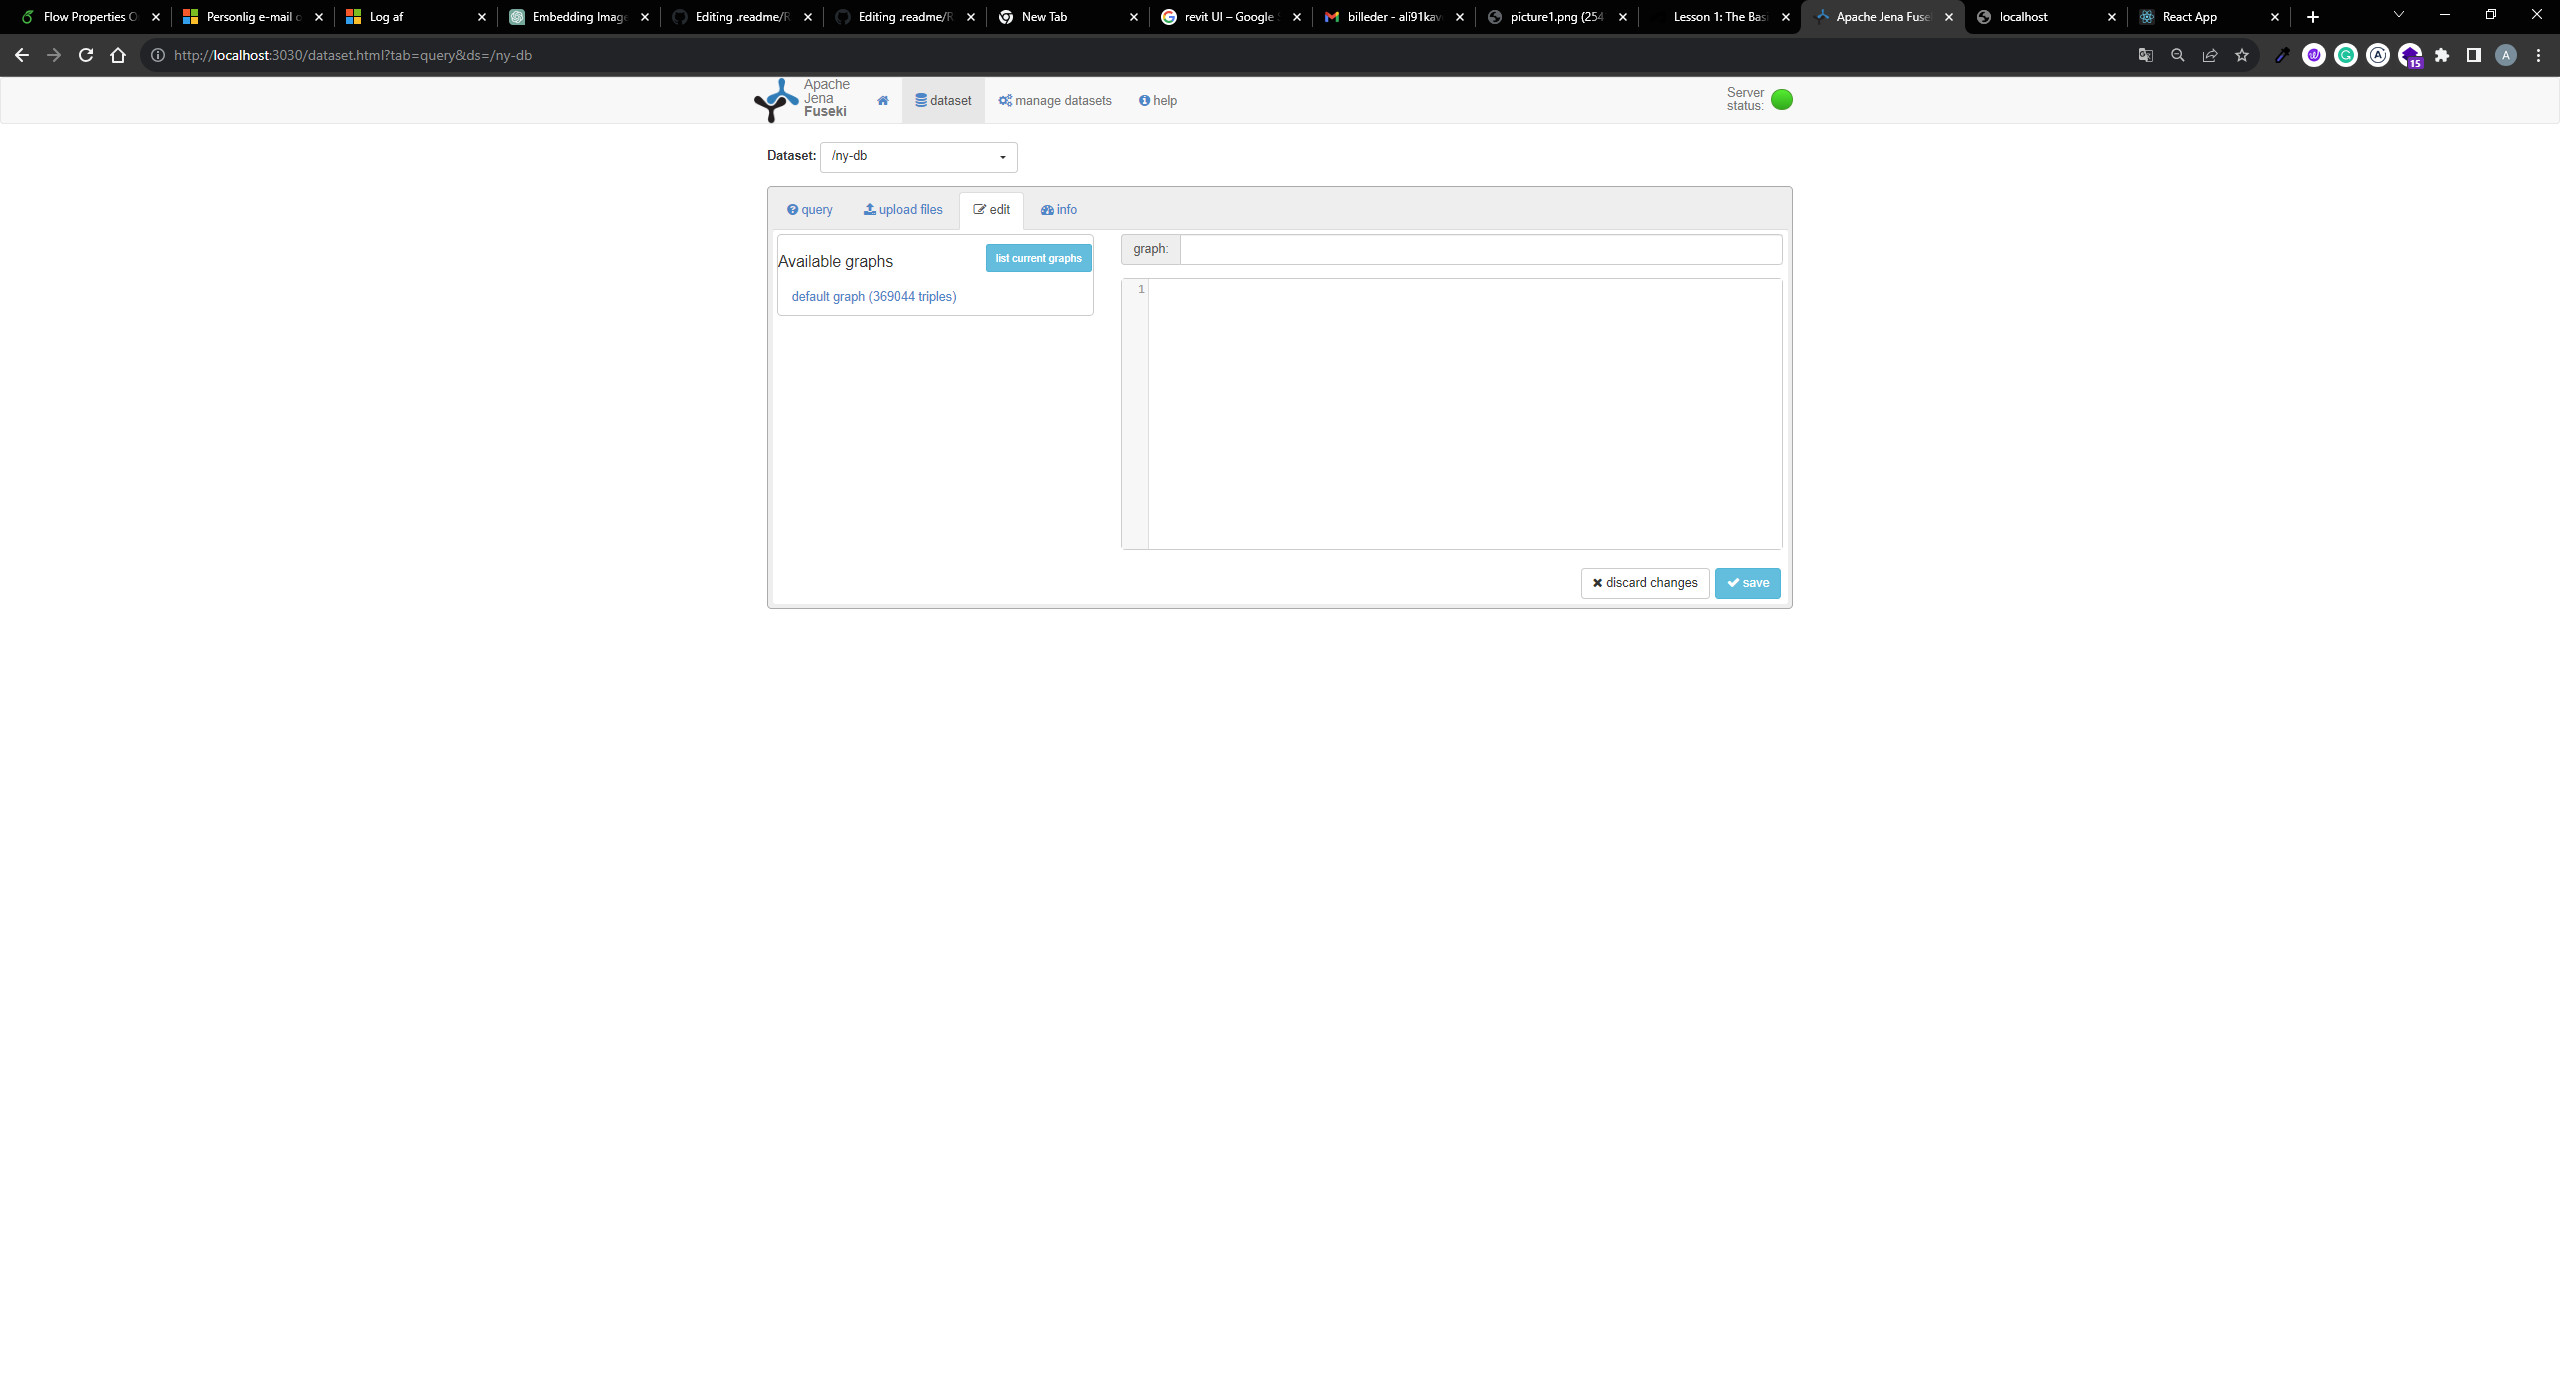 Flow Properties O
Personlig e-mail o
Log af
Embedding Image
Editing .readme/R
Editing .readme/R
New Tab
revit UI – Google S
billeder - ali91kav
picture1.png (254
Lesson 1: The Basi
Apache Jena Fusel
localhost
React App
http://localhost:3030/dataset.html?tab=query&ds=/ny-db
15
A
Apache
Jena
Fuseki
dataset
manage datasets
help
Server
status:
Dataset: /ny-db
query
upload files
edit
info
Available graphs
list current graphs
default graph (369044 triples)
graph:
1
discard changes
save